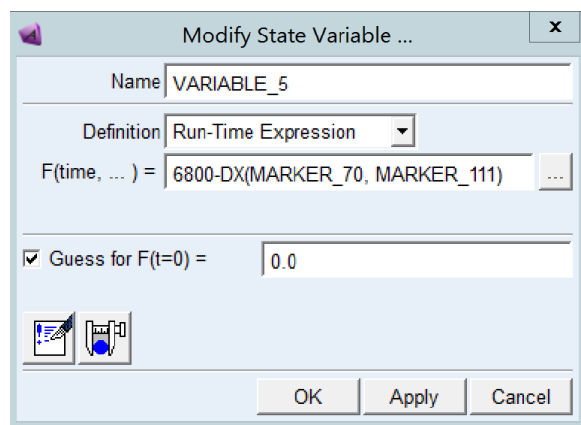 Modify State Variable ... x
Name VARIABLE_5
Definition Run-Time Expression
F(time, ... ) = 6800-DX(MARKER_70, MARKER_111) ...
Guess for F(t=0) = 0.0
OK Apply Cancel